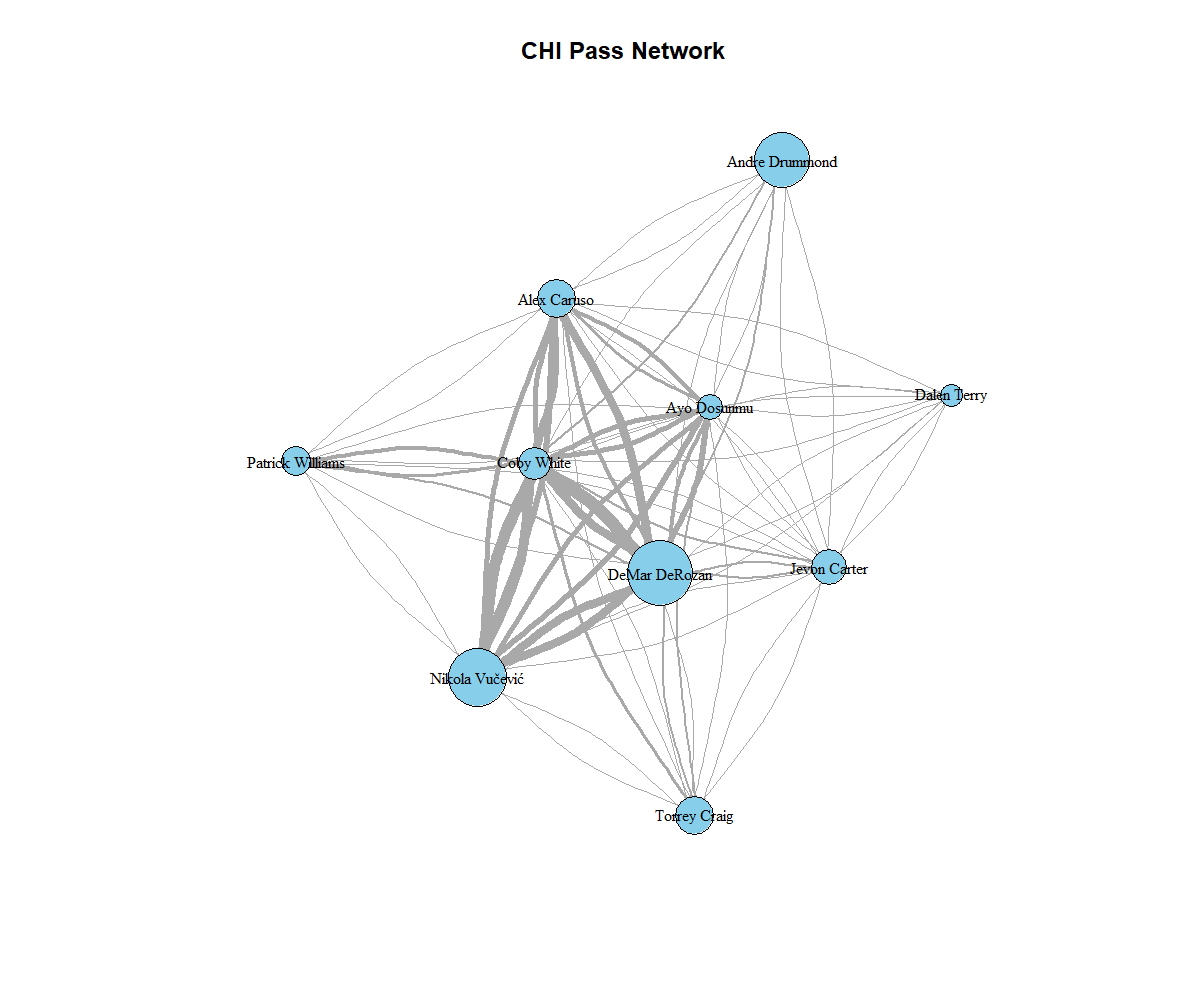 CHI Pass Network
Andre Drummond
Alex Caruso
Dalen Terry
Ayo Dosunmu
Patrick Williams
Coby White
DeMar DeRozan
Jevon Carter
Nikola Vučević
Torrey Craig